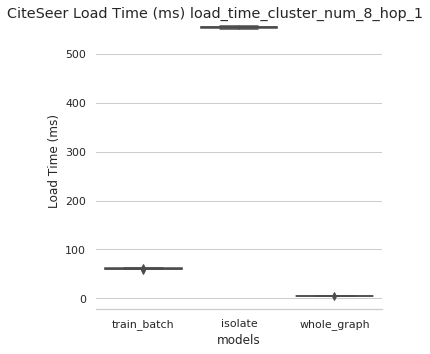 CiteSeer Load Time (ms) load_time_cluster_num_8_hop_1
500
400
300
200
100
0
Load Time (ms)
train_batch isolate whole_graph
models